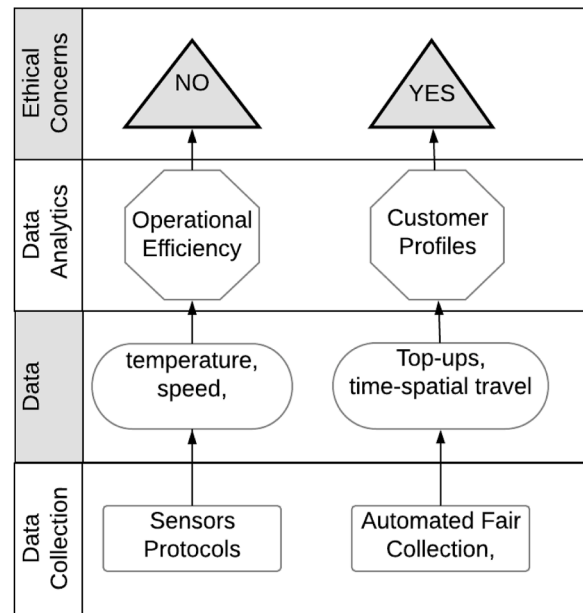 Ethical
Concerns
NO
YES
Data
Analytics
Operational
Efficiency
Customer
Profiles
Data
temperature,
speed,
Top-ups,
time-spatial travel
Data
Collection
Sensors
Protocols
Automated Fair
Collection,